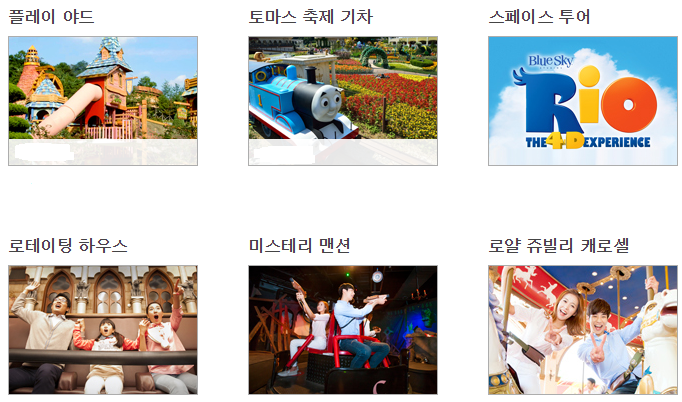 플레이 야드
토마스 축제 기차
스페이스 투어
Blue Sky
STUDIOS
Rio
THE 4-D EXPERIENCE
로테이팅 하우스
미스테리 맨션
로얄 쥬빌리 캐로셀